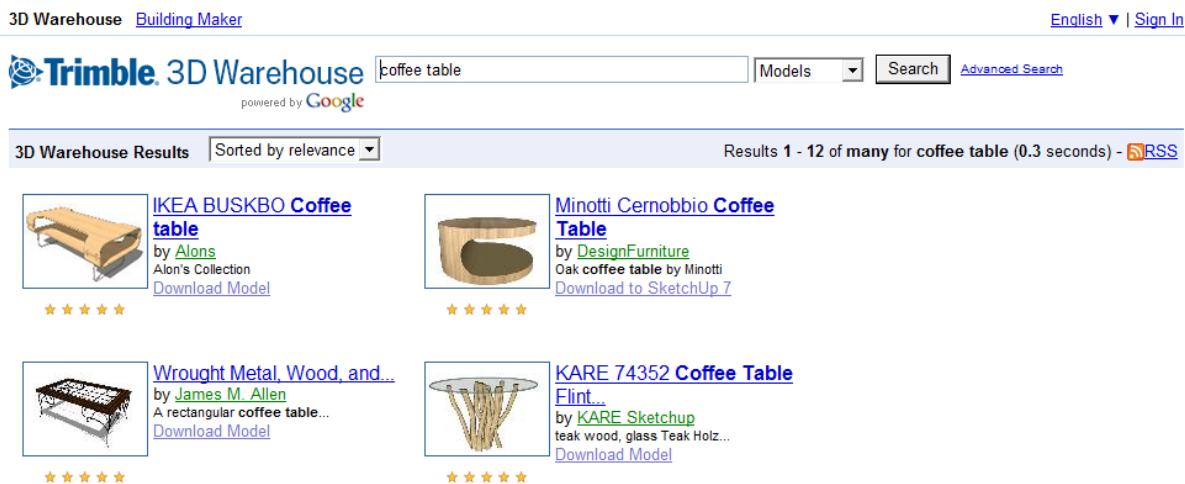 3D Warehouse Building Maker English ▼ | Sign In
Trimble. 3D Warehouse coffee table Models Search Advanced Search
powered by Google
3D Warehouse Results Sorted by relevance Results 1 - 12 of many for coffee table (0.3 seconds) - RSS
IKEA BUSKBO Coffee
table
by Alons
Alon's Collection
Download Model
Minotti Cernobbio Coffee
Table
by DesignFurniture
Oak coffee table by Minotti
Download to SketchUp 7
Wrought Metal, Wood, and...
by James M. Allen
A rectangular coffee table...
Download Model
KARE 74352 Coffee Table
Flint...
by KARE Sketchup
teak wood, glass Teak Holz...
Download Model